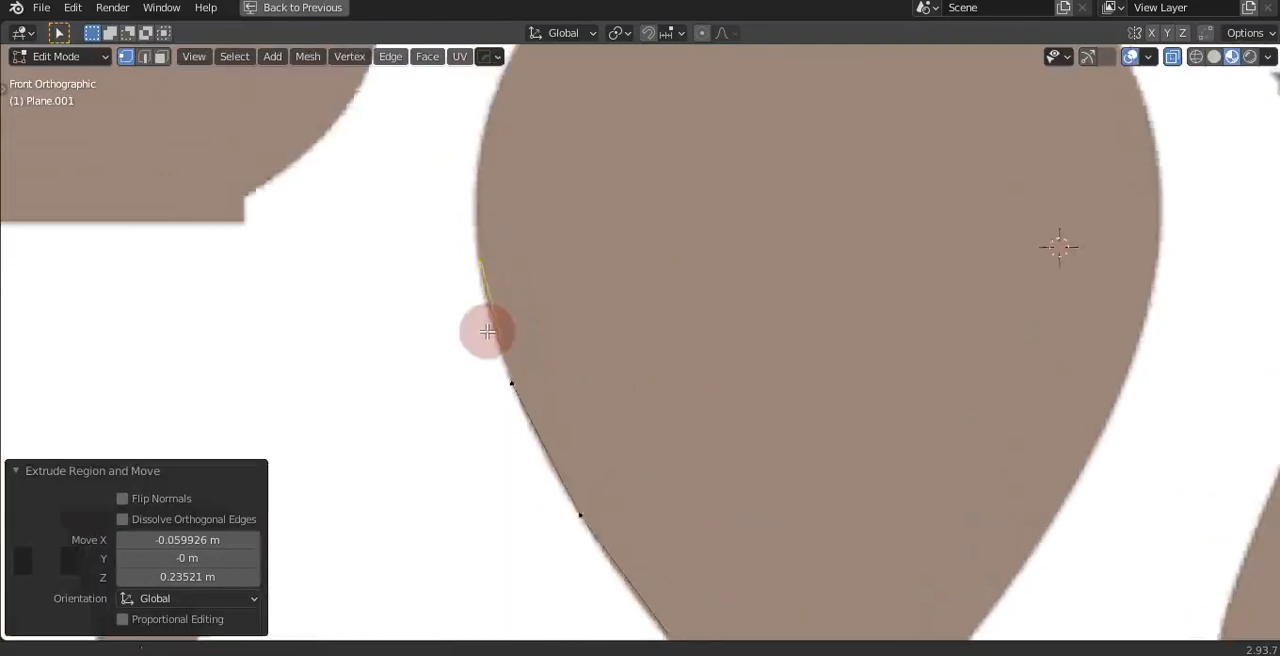 File Edit Render Window Help Back to Previous Scene View Layer
Global Options
X Y Z
Edit Mode View Select Add Mesh Vertex Edge Face UV
Front Orthographic
(1) Plane.001
Extrude Region and Move
Flip Normals
Dissolve Orthogonal Edges
Move X -0.059926 m
Y -0 m
Z 0.23521 m
Orientation Global
Proportional Editing
2.93.7